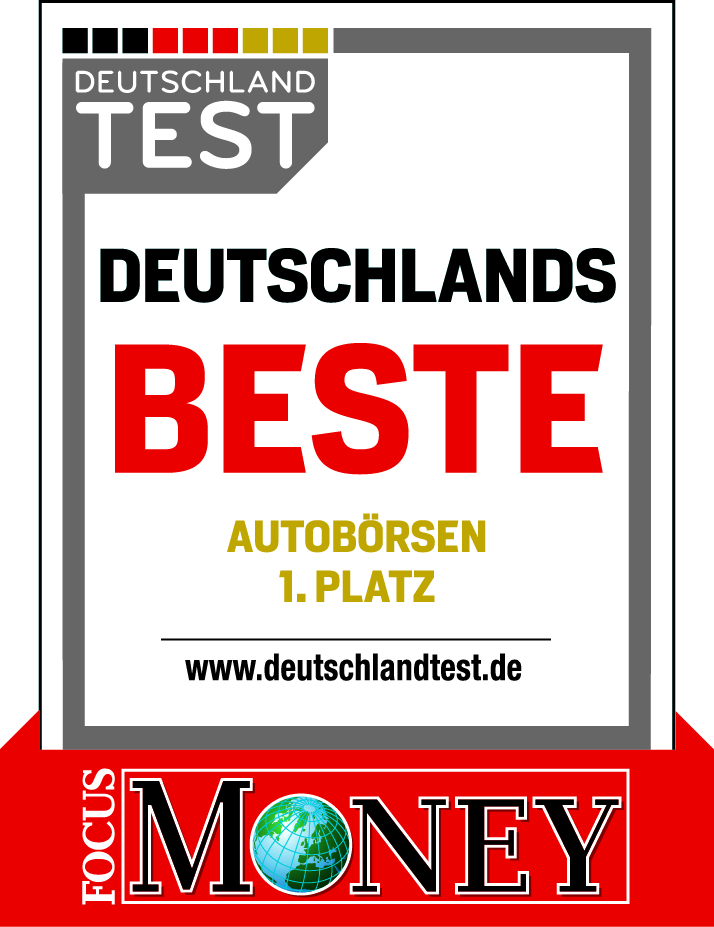 DEUTSCHLAND
TEST
DEUTSCHLANDS
BESTE
AUTOBÖRSEN
1. PLATZ
www.deutschlandtest.de
FOCUS
MONEY